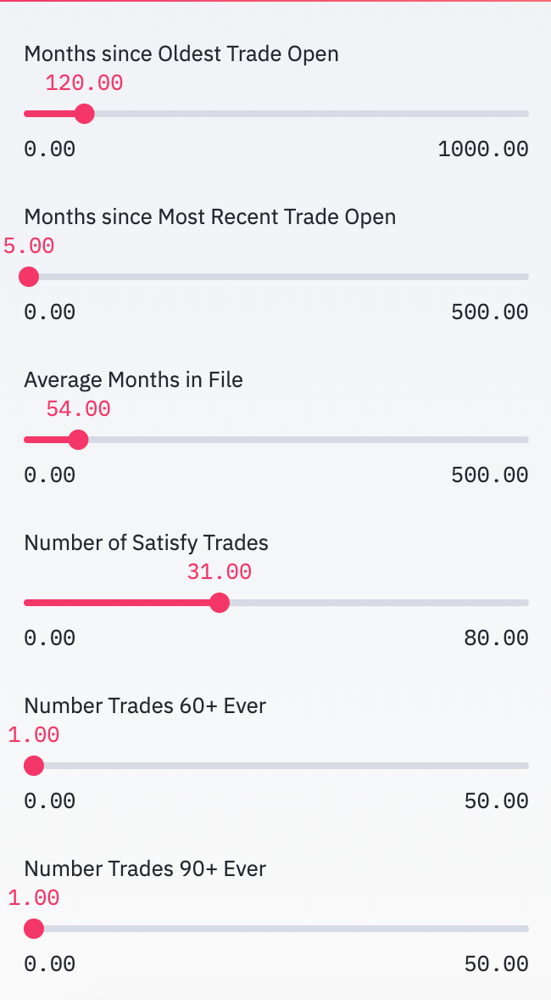 Months since Oldest Trade Open
120.00
0.00 1000.00
Months since Most Recent Trade Open
5.00
0.00 500.00
Average Months in File
54.00
0.00 500.00
Number of Satisfy Trades
31.00
0.00 80.00
Number Trades 60+ Ever
1.00
0.00 50.00
Number Trades 90+ Ever
1.00
0.00 50.00